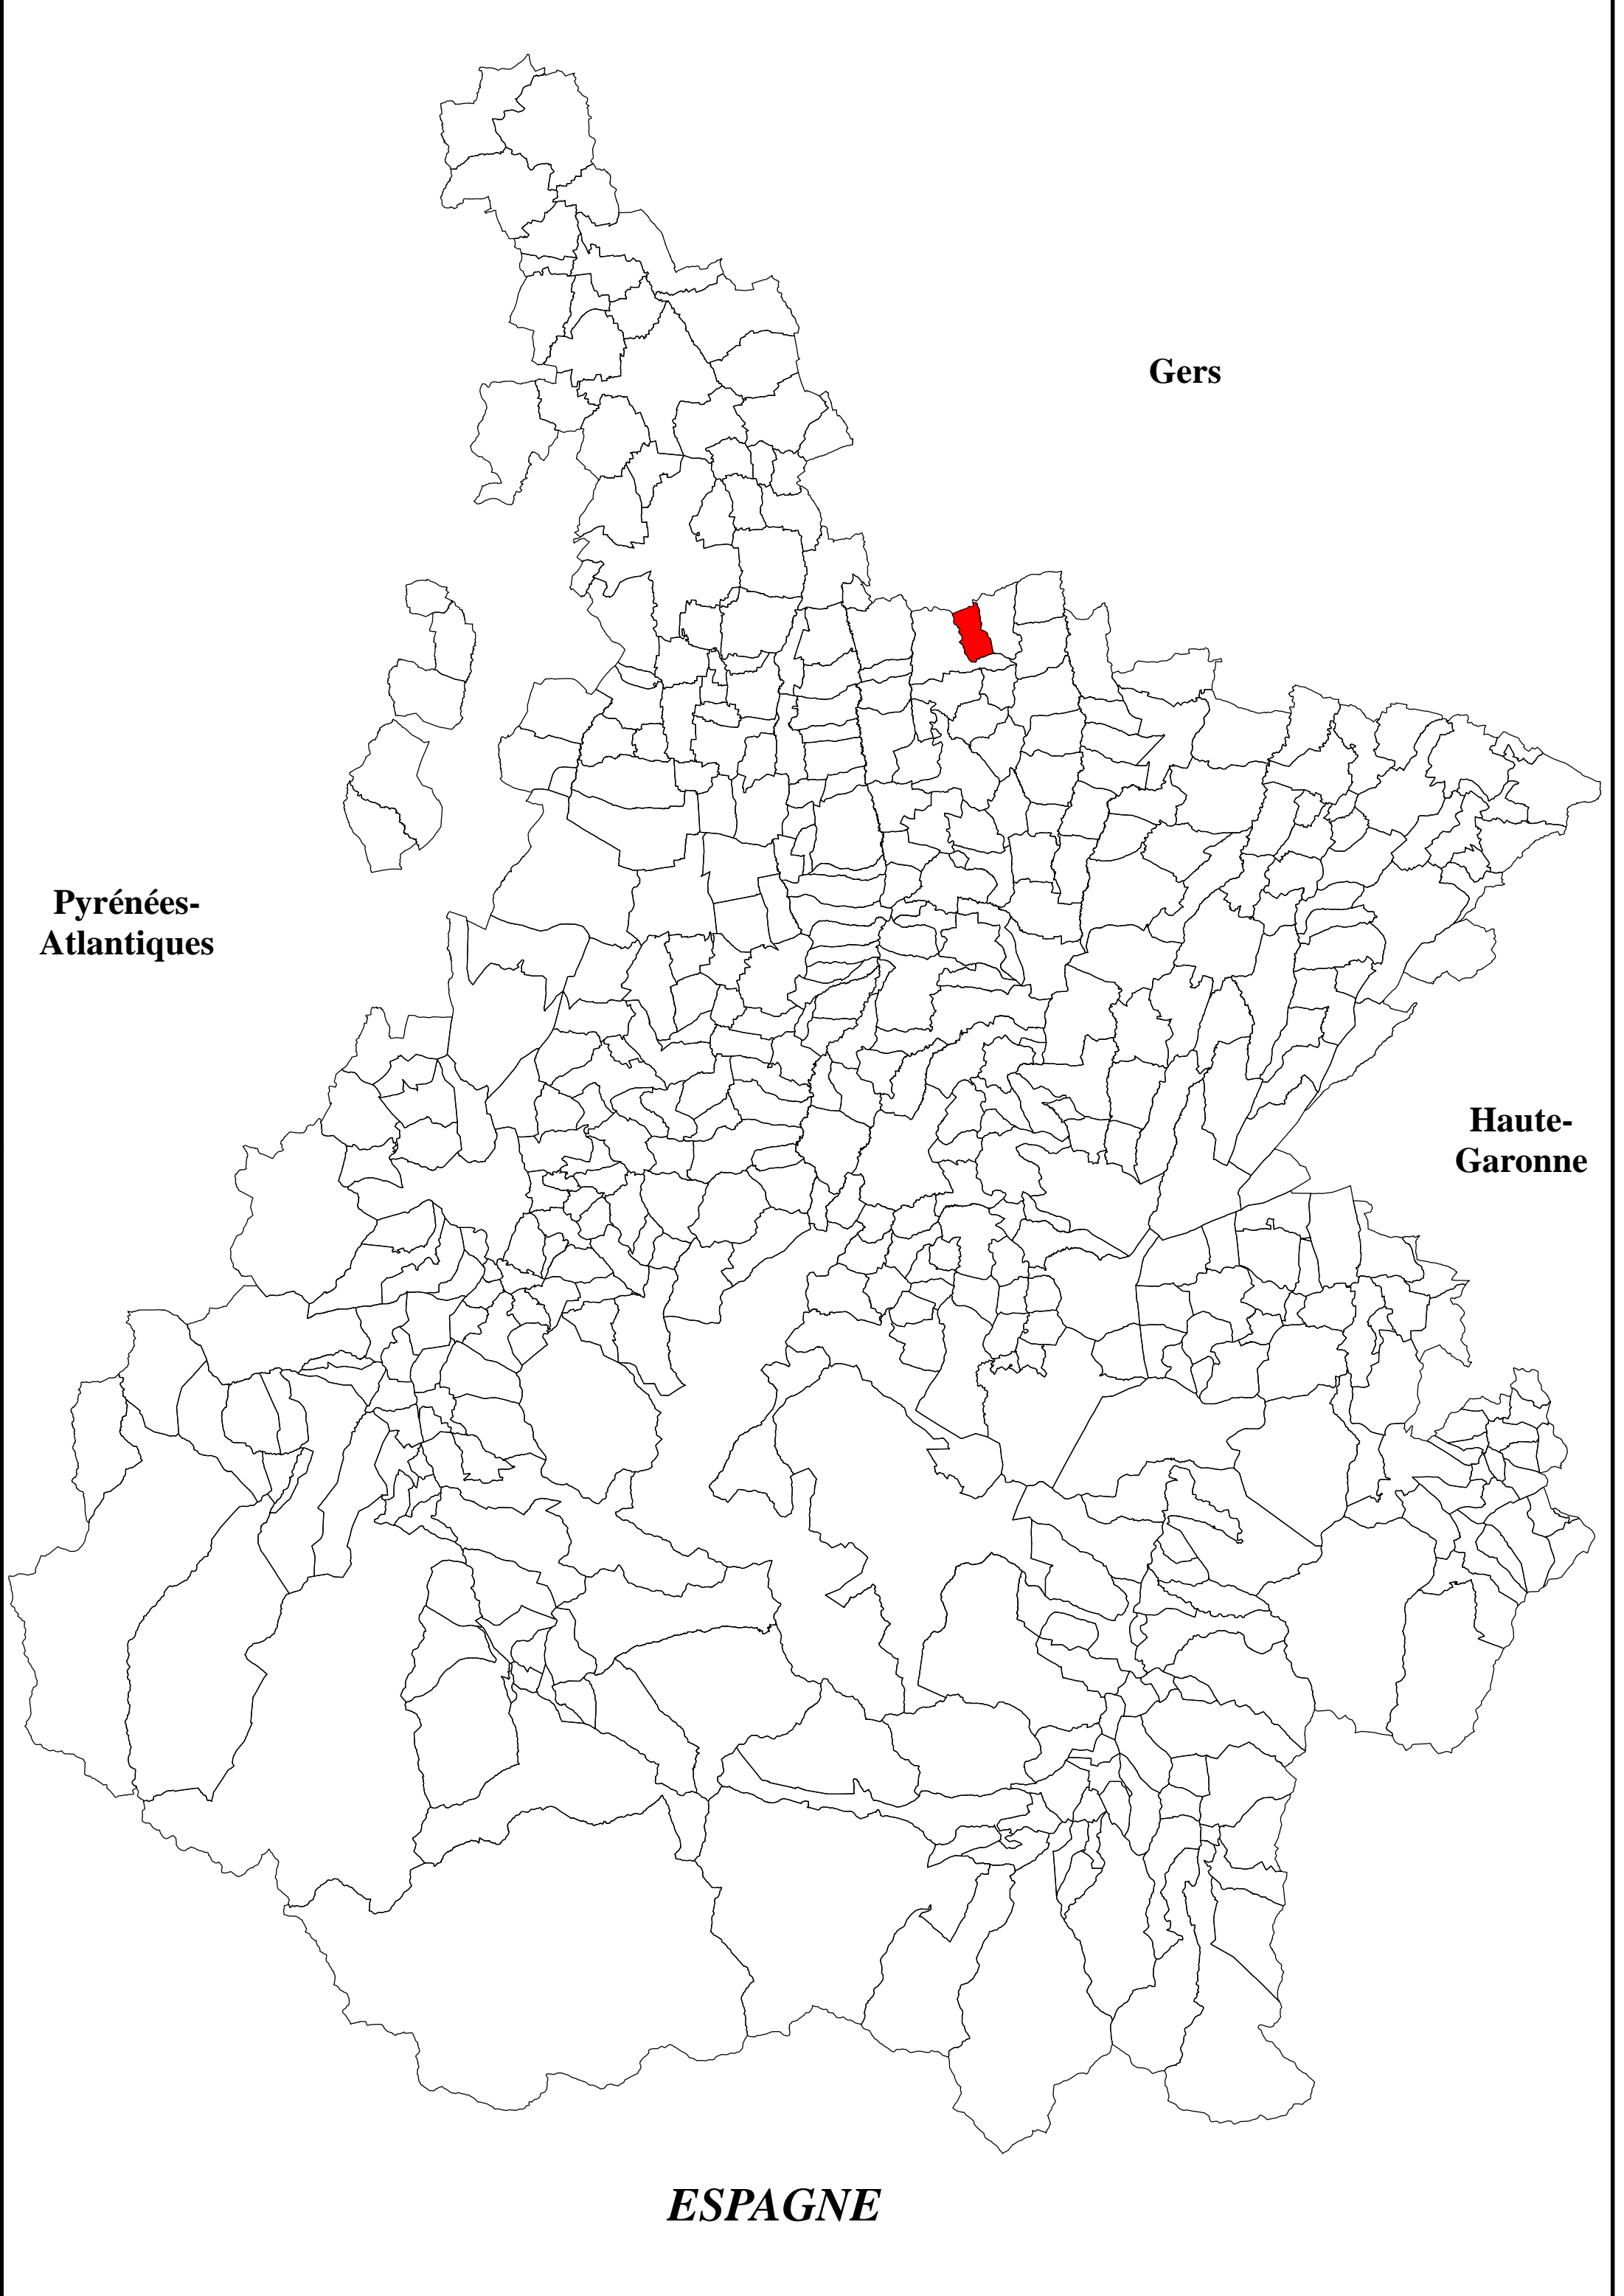 Gers
Pyrénées-
Atlantiques
Haute-
Garonne
ESPAGNE